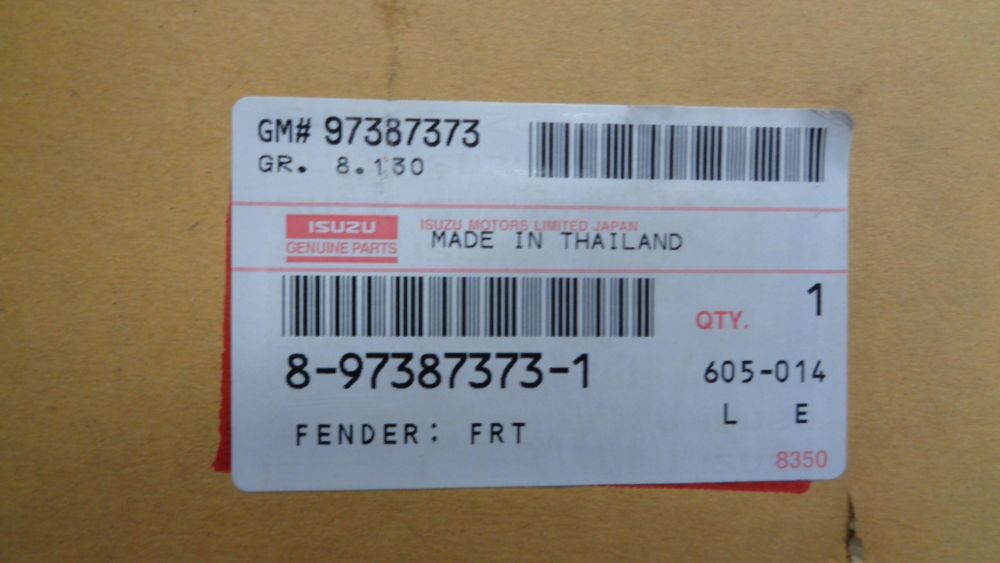 GM# 97387373
GR. 8.130
ISUZU
GENUINE PARTS
ISUZU MOTORS LIMITED JAPAN
MADE IN THAILAND
QTY. 1
8-97387373-1
605-014
L E
FENDER: FRT
8350